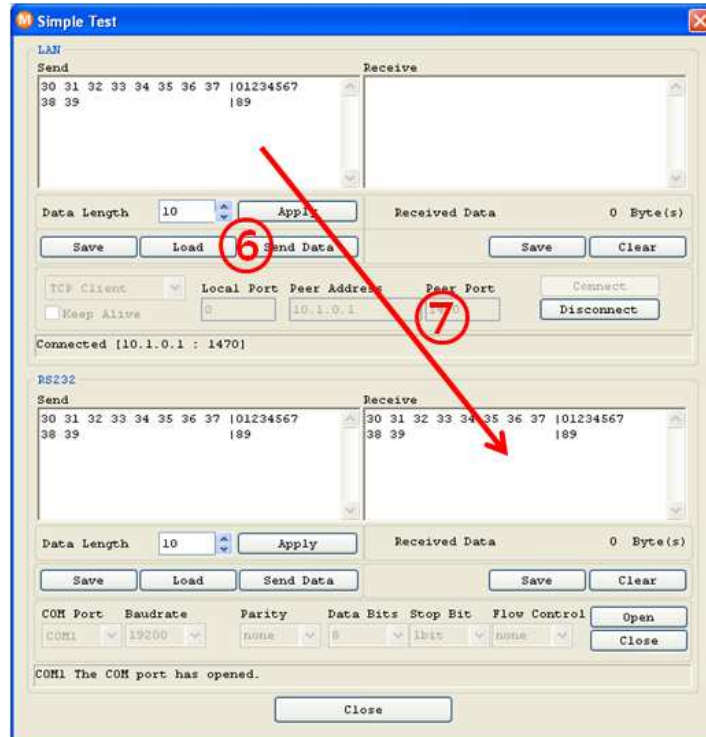 Simple Test
LAN
Send Receive
30 31 32 33 34 35 36 37 |01234567
38 39 |89
Data Length 10 Apply Received Data 0 Byte(s)
Save Load ⑥ Send Data Save Clear
TCP Client Local Port Peer Address Peer Port Connect
Keep Alive 0 10.1.0.1 1470 ⑦ Disconnect
Connected [10.1.0.1 : 1470]
RS232
Send Receive
30 31 32 33 34 35 36 37 |01234567 30 31 32 33 34 35 36 37 |01234567
38 39 |89 38 39 |89
Data Length 10 Apply Received Data 0 Byte(s)
Save Load Send Data Save Clear
COM Port Baudrate Parity Data Bits Stop Bit Flow Control Open
COM1 19200 none 8 1bit none Close
COM1 The COM port has opened.
Close